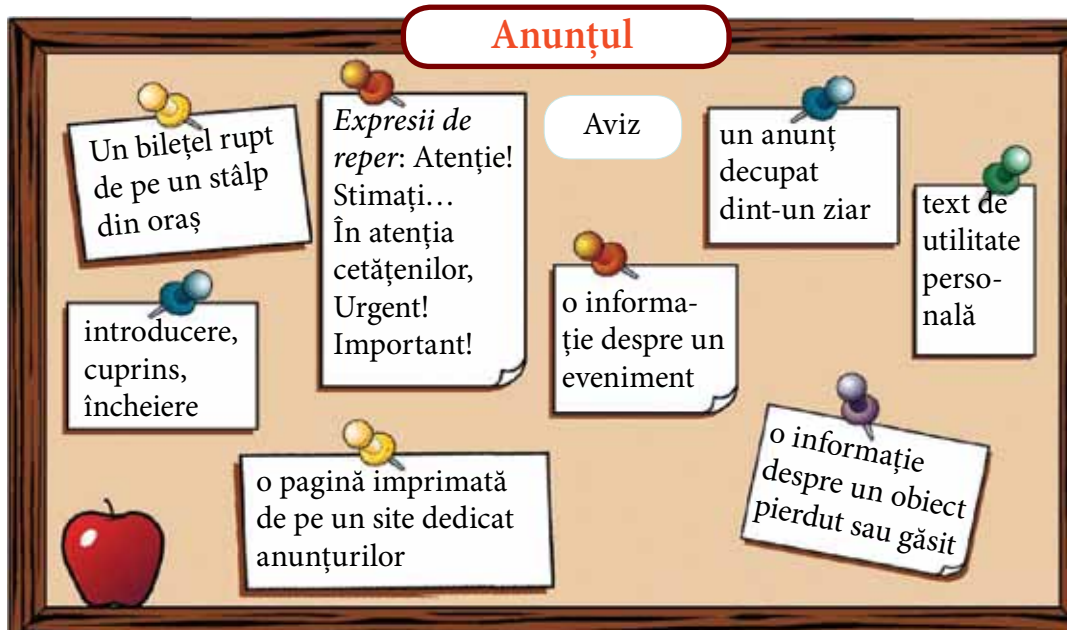 Anunțul
Un bilețel rupt
de pe un stâlp
din oraș
Expresii de
reper: Atenție!
Stimați…
În atenția
cetățenilor,
Urgent!
Important!
Aviz
un anunț
decupat
dint-un ziar
text de
utilitate
perso-
nală
introducere,
cuprins,
încheiere
o informa-
ție despre un
eveniment
o pagină imprimată
de pe un site dedicat
anunțurilor
o informație
despre un obiect
pierdut sau găsit